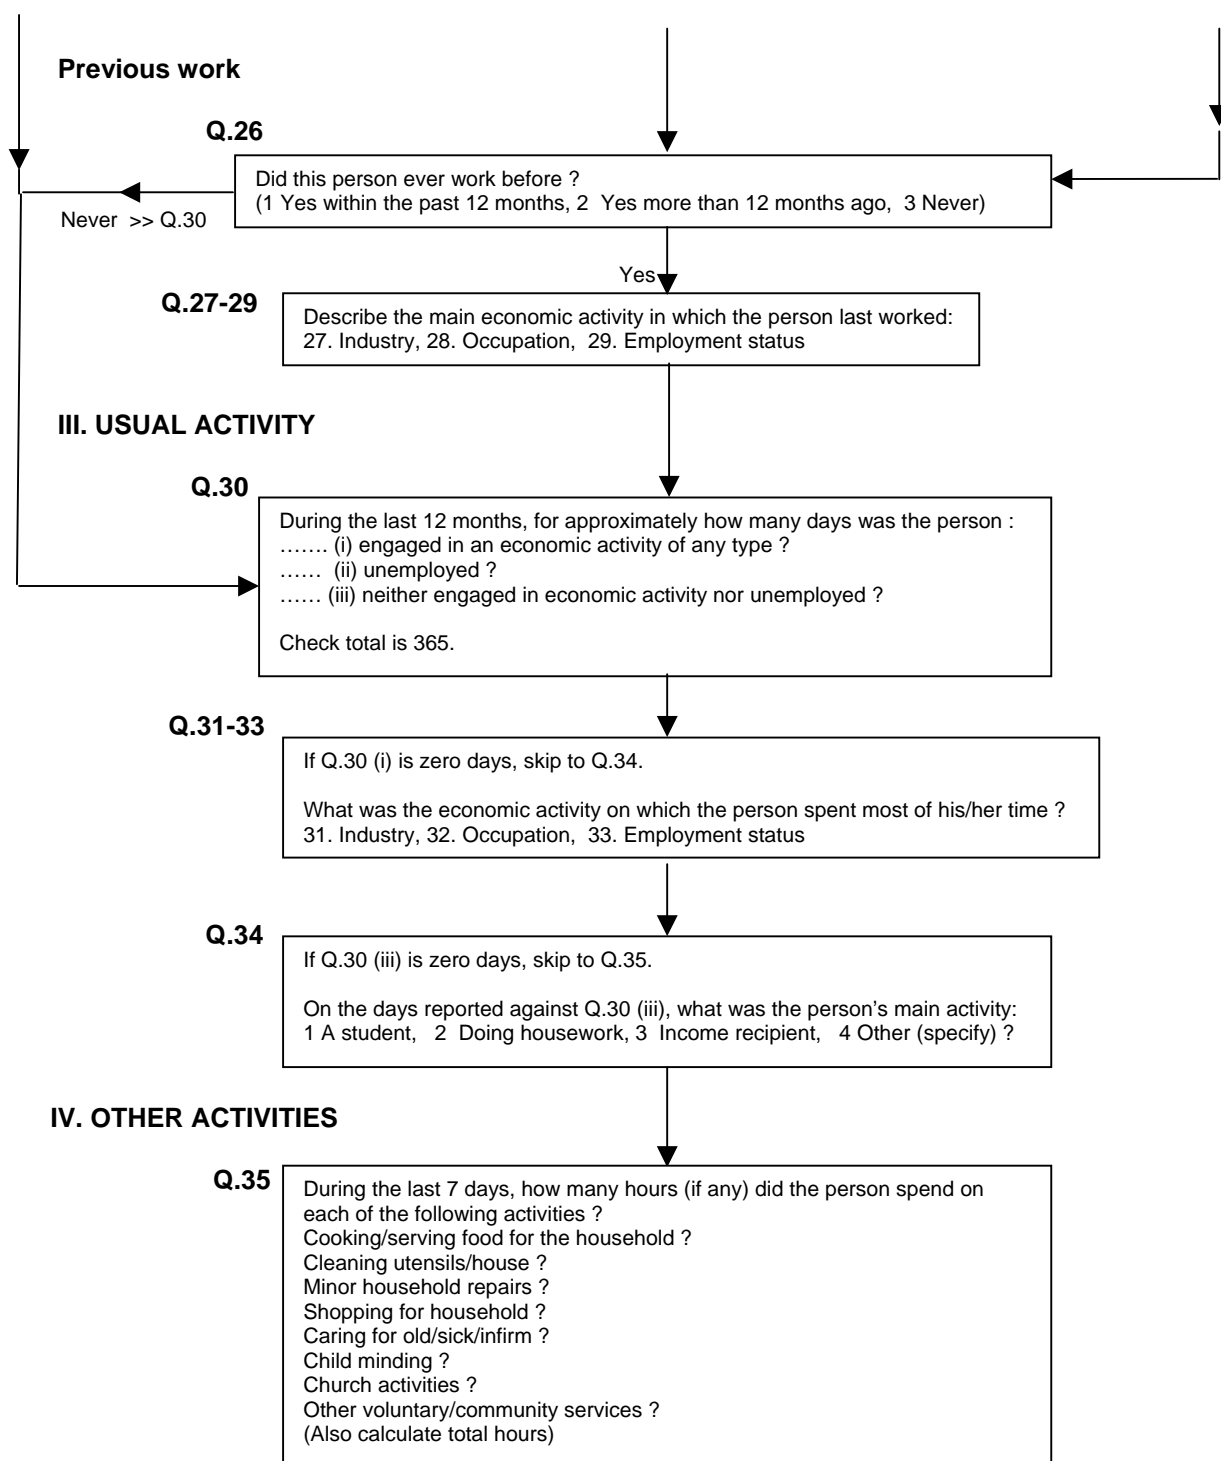 Previous work
Q.26
Did this person ever work before ?
(1 Yes within the past 12 months, 2  Yes more than 12 months ago,  3 Never)
Never  >> Q.30
Yes
Q.27-29
Describe the main economic activity in which the person last worked:
27. Industry, 28. Occupation,  29. Employment status
III. USUAL ACTIVITY
Q.30
During the last 12 months, for approximately how many days was the person :
……. (i) engaged in an economic activity of any type ?
……  (ii) unemployed ?
…… (iii) neither engaged in economic activity nor unemployed ?
Check total is 365.
Q.31-33
If Q.30 (i) is zero days, skip to Q.34.
What was the economic activity on which the person spent most of his/her time ?
31. Industry, 32. Occupation,  33. Employment status
Q.34
If Q.30 (iii) is zero days, skip to Q.35.
On the days reported against Q.30 (iii), what was the person's main activity:
1 A student,   2  Doing housework, 3  Income recipient,   4 Other (specify) ?
IV. OTHER ACTIVITIES
Q.35
During the last 7 days, how many hours (if any) did the person spend on
each of the following activities ?
Cooking/serving food for the household ?
Cleaning utensils/house ?
Minor household repairs ?
Shopping for household ?
Caring for old/sick/infirm ?
Child minding ?
Church activities ?
Other voluntary/community services ?
(Also calculate total hours)